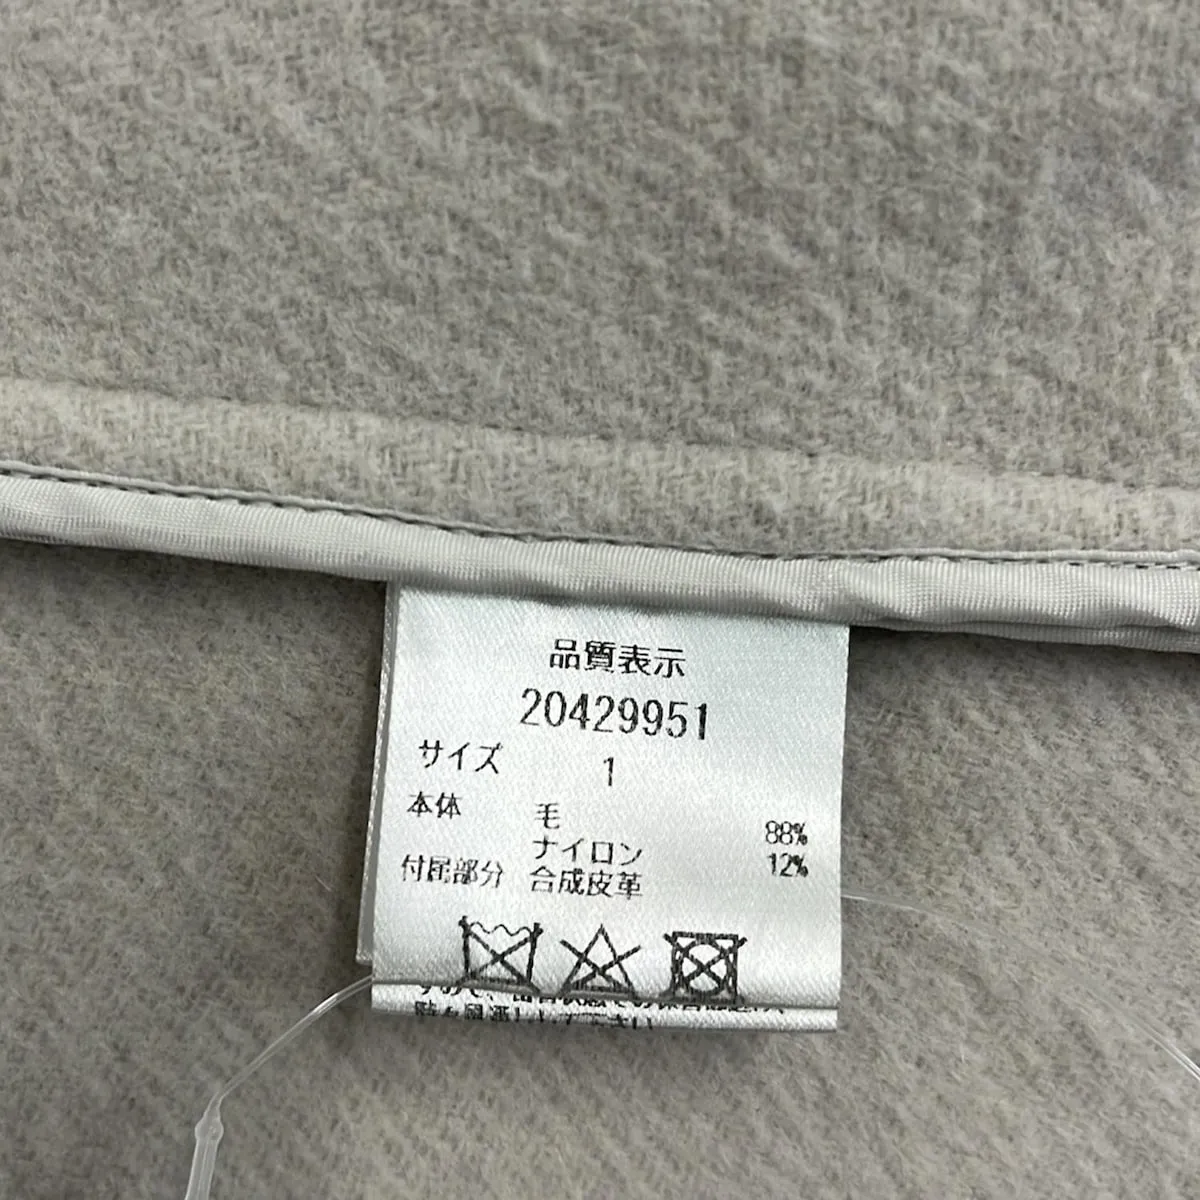 品質表示
20429951
サイズ 1
本体 毛 88%
ナイロン 12%
付属部分 合成皮革